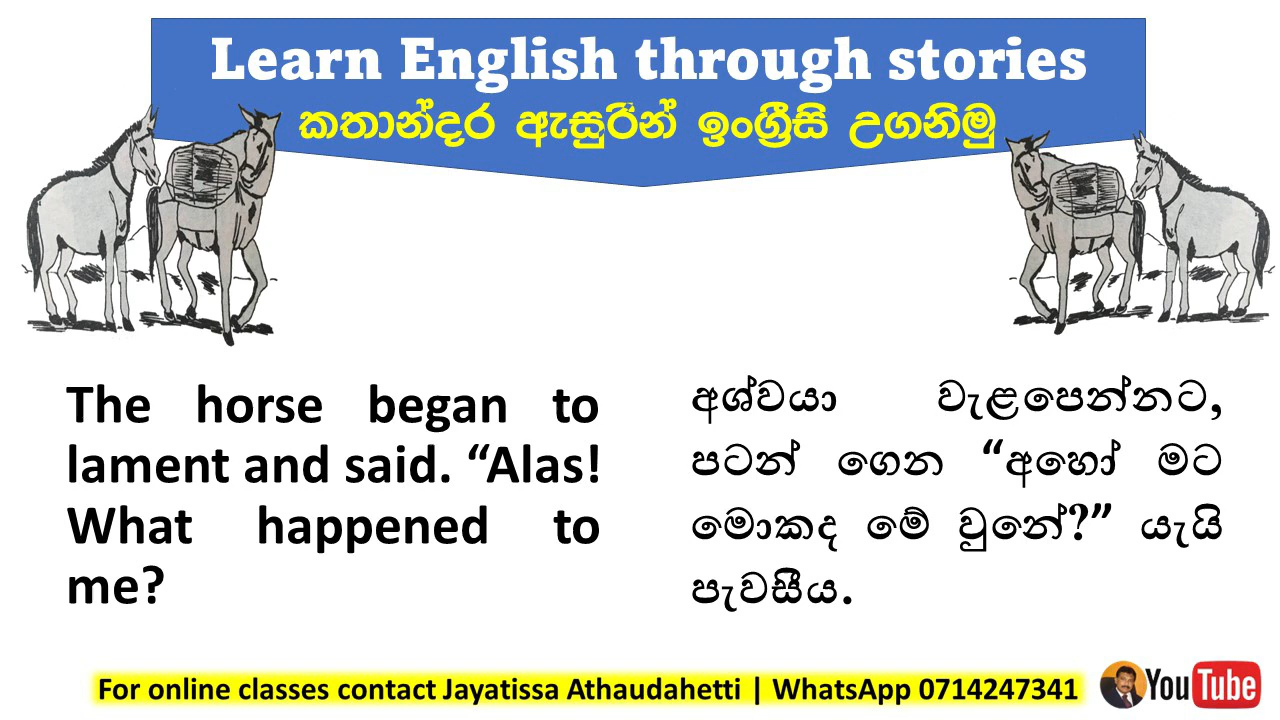 Learn English through stories
කතාන්දර ඇසුරින් ඉංග්‍රීසි උගනිමු
The horse began to
lament and said. “Alas!
What happened to
me?
අශ්වයා වැළපෙන්නට,
පටන් ගෙන “අහෝ මට
මොකද මේ වුනේ?” යැයි
පැවසීය.
For online classes contact Jayatissa Athaudahetti | WhatsApp 0714247341
YouTube